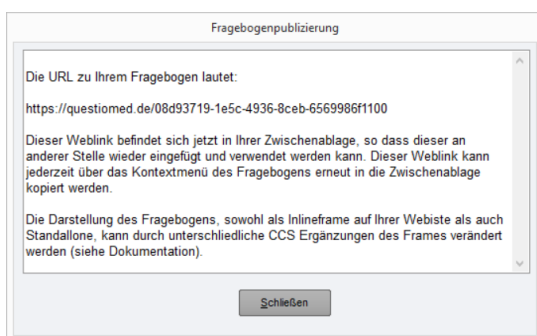 Fragebogenpublizierung
Die URL zu Ihrem Fragebogen lautet:
https://questiomed.de/08d93719-1e5c-4936-8ceb-6569986f1100
Dieser Weblink befindet sich jetzt in Ihrer Zwischenablage, so dass dieser an
anderer Stelle wieder eingefügt und verwendet werden kann. Dieser Weblink kann
jederzeit über das Kontextmenü des Fragebogens erneut in die Zwischenablage
kopiert werden.
Die Darstellung des Fragebogens, sowohl als Inlineframe auf Ihrer Webiste als auch
Standallone, kann durch unterschiedliche CCS Ergänzungen des Frames verändert
werden (siehe Dokumentation).
Schließen